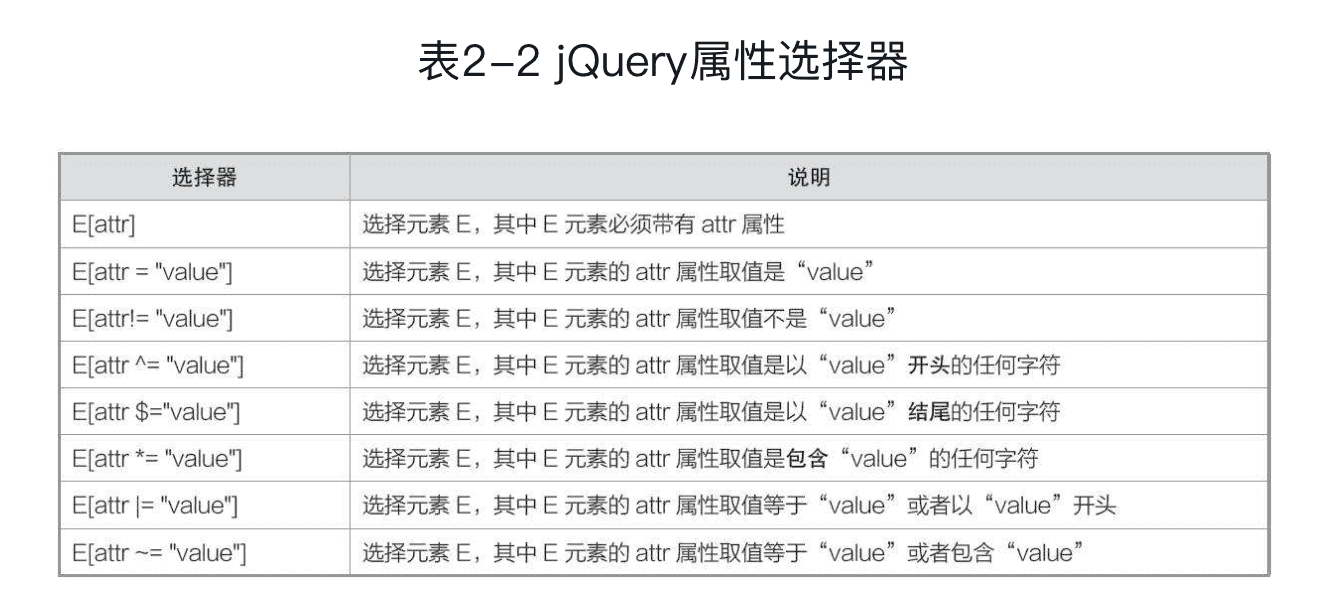 表2-2 jQuery属性选择器
选择器 说明
E[attr] 选择元素 E，其中 E 元素必须带有 attr 属性
E[attr = "value"] 选择元素 E，其中 E 元素的 attr 属性取值是“value”
E[attr!= "value"] 选择元素 E，其中 E 元素的 attr 属性取值不是“value”
E[attr ^= "value"] 选择元素 E，其中 E 元素的 attr 属性取值是以“value”开头的任何字符
E[attr $="value"] 选择元素 E，其中 E 元素的 attr 属性取值是以“value”结尾的任何字符
E[attr *= "value"] 选择元素 E，其中 E 元素的 attr 属性取值是包含“value”的任何字符
E[attr |= "value"] 选择元素 E，其中 E 元素的 attr 属性取值等于“value”或者以“value”开头
E[attr ~= "value"] 选择元素 E，其中 E 元素的 attr 属性取值等于“value”或者包含“value”